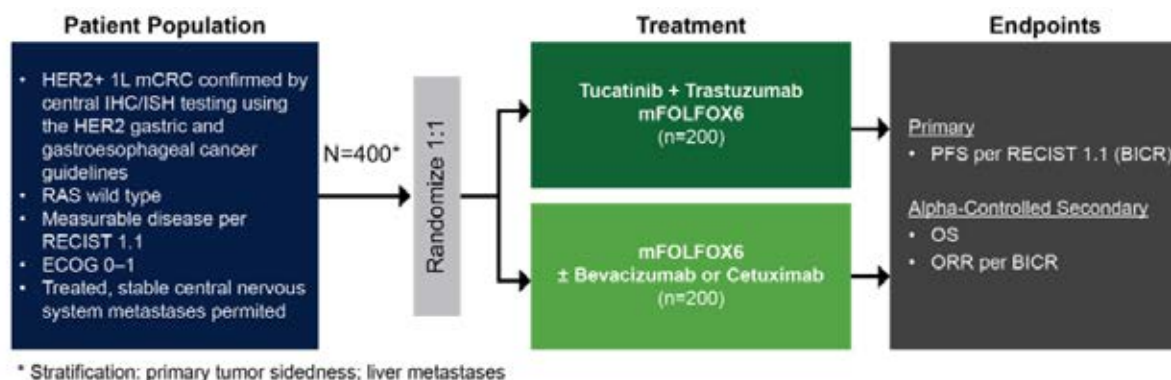 Patient Population
Treatment
Endpoints
• HER2+ 1L mCRC confirmed by
central IHC/ISH testing using
the HER2 gastric and
gastroesophageal cancer
guidelines
• RAS wild type
• Measurable disease per
RECIST 1.1
• ECOG 0–1
• Treated, stable central nervous
system metastases permited
N=400*
Randomize 1:1
Tucatinib + Trastuzumab
mFOLFOX6
(n=200)
mFOLFOX6
± Bevacizumab or Cetuximab
(n=200)
Primary
• PFS per RECIST 1.1 (BICR)
Alpha-Controlled Secondary
• OS
• ORR per BICR
* Stratification: primary tumor sidedness; liver metastases